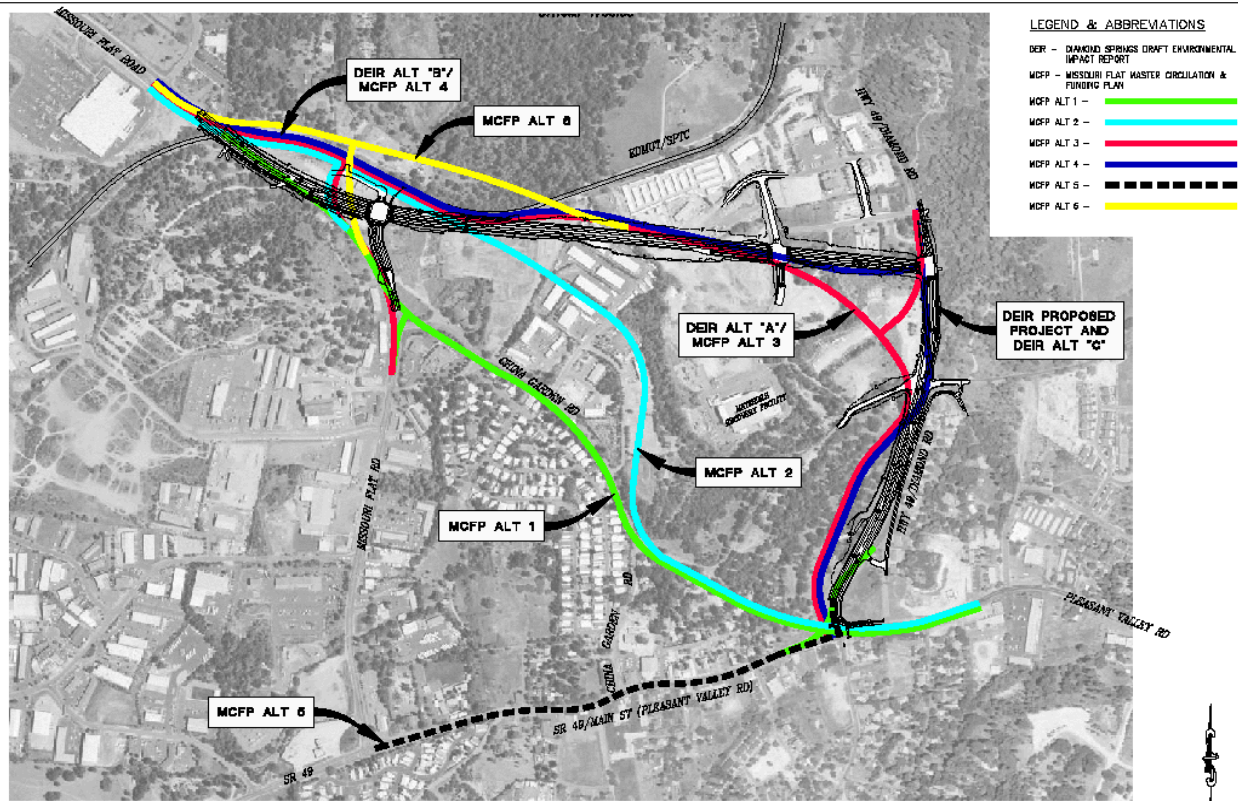 LEGEND & ABBREVIATIONS
DEIR - DIAMOND SPRINGS DRAFT ENVIRONMENTAL
IMPACT REPORT
MCFP - MISSOURI FLAT MASTER CIRCULATION &
FUNDING PLAN
MCFP ALT 1 -
MCFP ALT 2 -
MCFP ALT 3 -
MCFP ALT 4 -
MCFP ALT 5 -
MCFP ALT 6 -
MISSOURI FLAT ROAD
DEIR ALT "B"/
MCFP ALT 4
MCFP ALT 6
EDMUT/SPTC
HWY 49/DIAMOND RD
DEIR ALT "A"/
MCFP ALT 3
DEIR PROPOSED
PROJECT AND
DEIR ALT "C"
CHINA GARDEN RD
MATERIALS
RECOVERY FACILITY
MCFP ALT 2
MCFP ALT 1
MISSOURI FLAT RD
HWY 49/DIAMOND RD
CHINA GARDEN RD
PLEASANT VALLEY RD
MCFP ALT 5
SR 49/MAIN ST (PLEASANT VALLEY RD)
SR 49